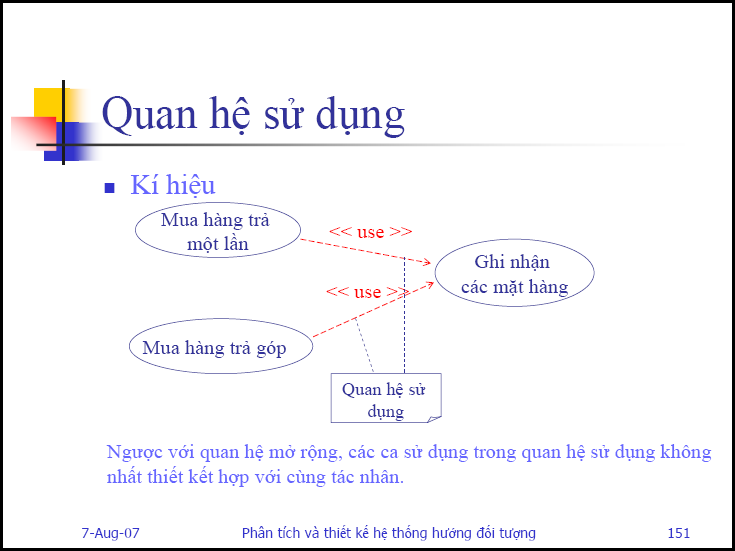 Quan hệ sử dụng
Kí hiệu
Mua hàng trả
một lần
<< use >>
Ghi nhận
các mặt hàng
<< use >>
Mua hàng trả góp
Quan hệ sử
dụng
Ngược với quan hệ mở rộng, các ca sử dụng trong quan hệ sử dụng không
nhất thiết kết hợp với cùng tác nhân.
7-Aug-07 Phân tích và thiết kế hệ thống hướng đối tượng 151